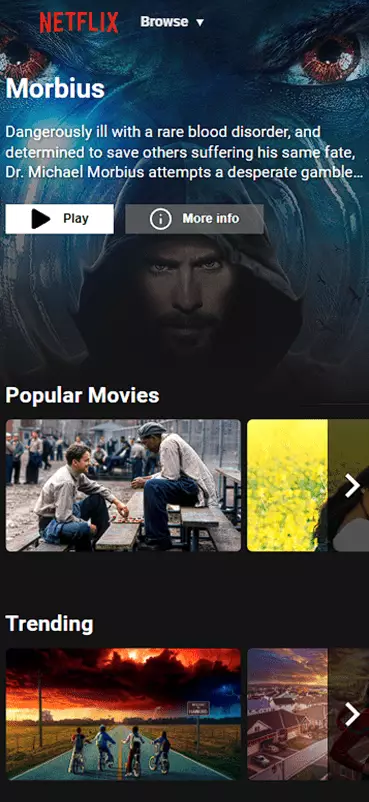 NETFLIX
Browse ▼
Morbius
Dangerously ill with a rare blood disorder, and
determined to save others suffering his same fate,
Dr. Michael Morbius attempts a desperate gamble...
Play
More info
Popular Movies
Trending